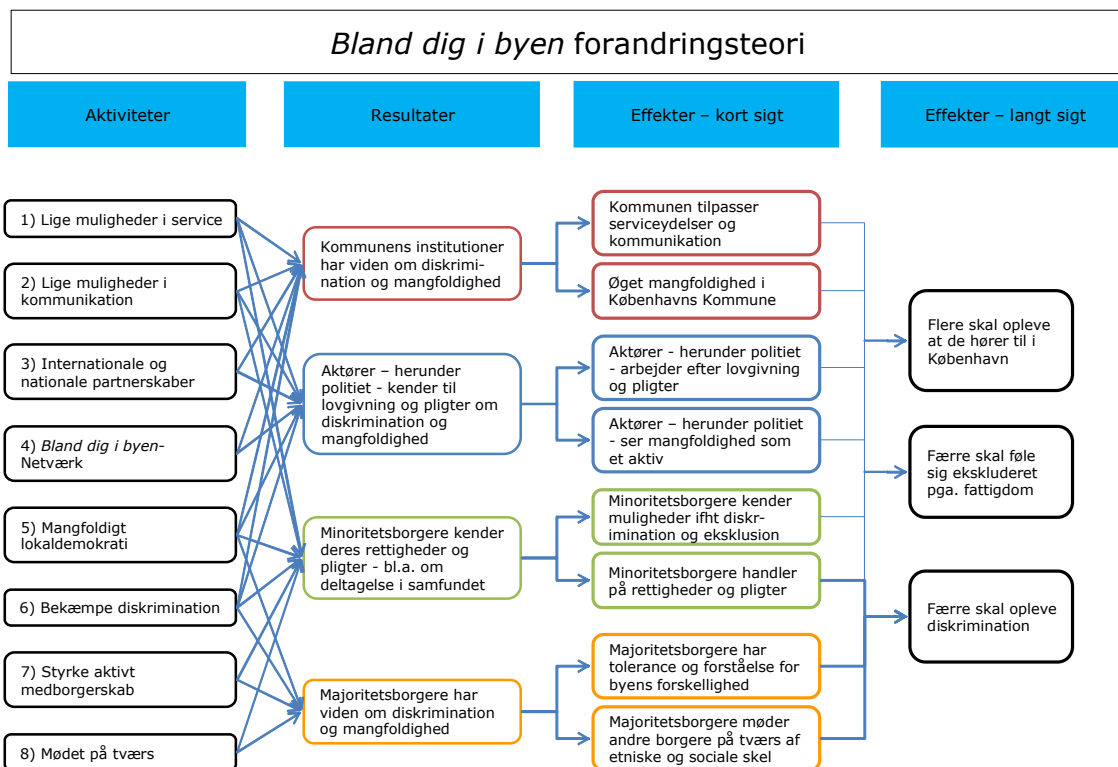 Bland dig i byen forandringsteori
Aktiviteter
Resultater
Effekter – kort sigt
Effekter – langt sigt
1) Lige muligheder i service
2) Lige muligheder i
kommunikation
3) Internationale og
nationale partnerskaber
4) Bland dig i byen-
Netværk
5) Mangfoldigt
lokaldemokrati
6) Bekæmpe diskrimination
7) Styrke aktivt
medborgerskab
8) Mødet på tværs
Kommunens institutioner
har viden om diskrimi-
nation og mangfoldighed
Aktører – herunder
politiet - kender til
lovgivning og pligter om
diskrimination og
mangfoldighed
Minoritetsborgere kender
deres rettigheder og
pligter - bl.a. om
deltagelse i samfundet
Majoritetsborgere har
viden om diskrimination
og mangfoldighed
Kommunen tilpasser
serviceydelser og
kommunikation
Øget mangfoldighed i
Københavns Kommune
Aktører - herunder politiet
- arbejder efter lovgivning
og pligter
Aktører – herunder politiet
- ser mangfoldighed som
et aktiv
Minoritetsborgere kender
muligheder ifht diskr-
imination og eksklusion
Minoritetsborgere handler
på rettigheder og pligter
Majoritetsborgere har
tolerance og forståelse for
byens forskellighed
Majoritetsborgere møder
andre borgere på tværs af
etniske og sociale skel
Flere skal opleve
at de hører til i
København
Færre skal føle
sig ekskluderet
pga. fattigdom
Færre skal opleve
diskrimination